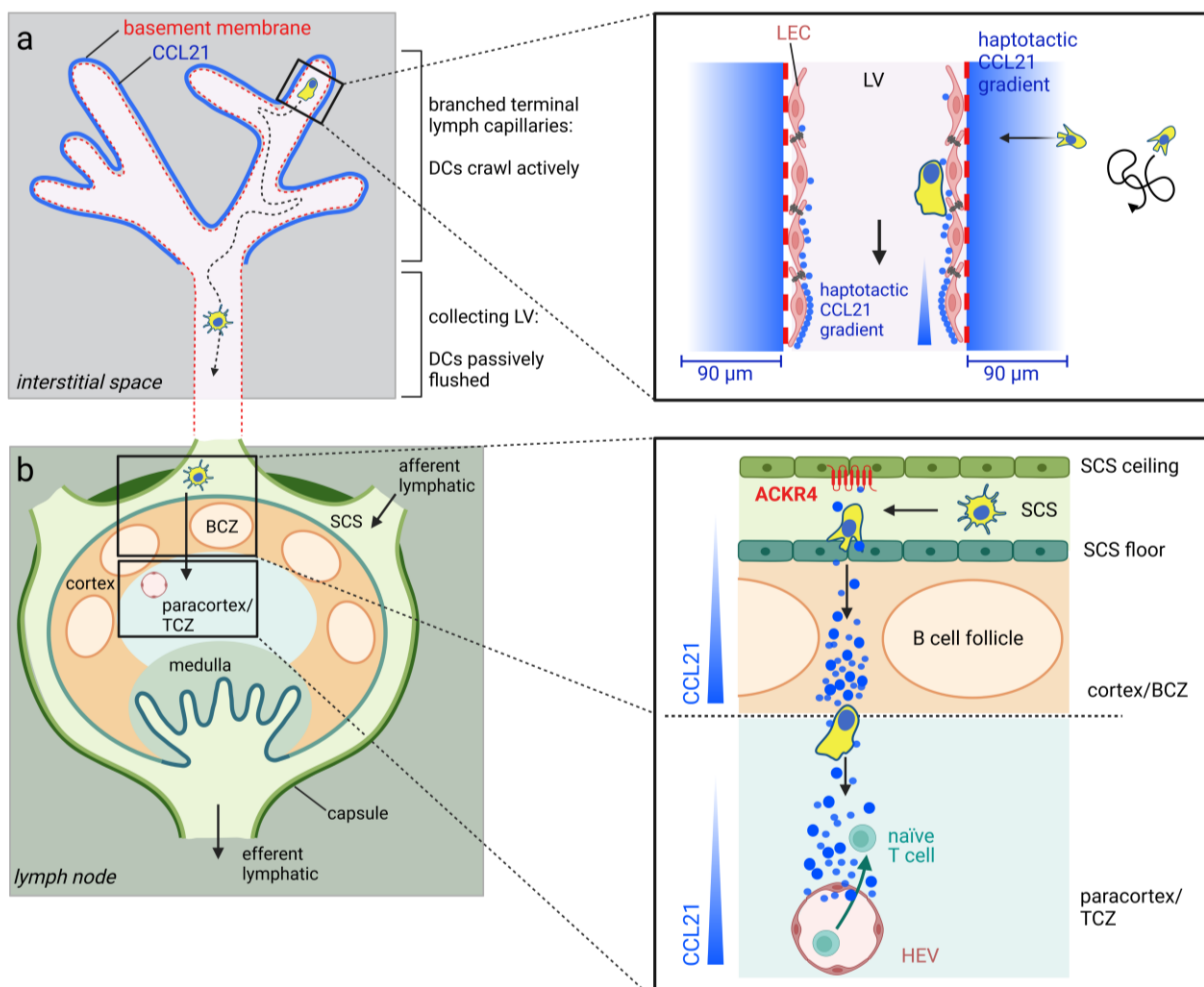 a
basement membrane
CCL21
branched terminal
lymph capillaries:
DCs crawl actively
collecting LV:
DCs passively
flushed
interstitial space
LEC
LV
haptotactic
CCL21
gradient
haptotactic
CCL21
gradient
90 µm
90 µm
b
afferent
lymphatic
SCS
BCZ
cortex
paracortex/
TCZ
medulla
capsule
efferent
lymphatic
lymph node
SCS ceiling
ACKR4
SCS
SCS floor
CCL21
B cell follicle
cortex/BCZ
CCL21
naïve
T cell
HEV
paracortex/
TCZ